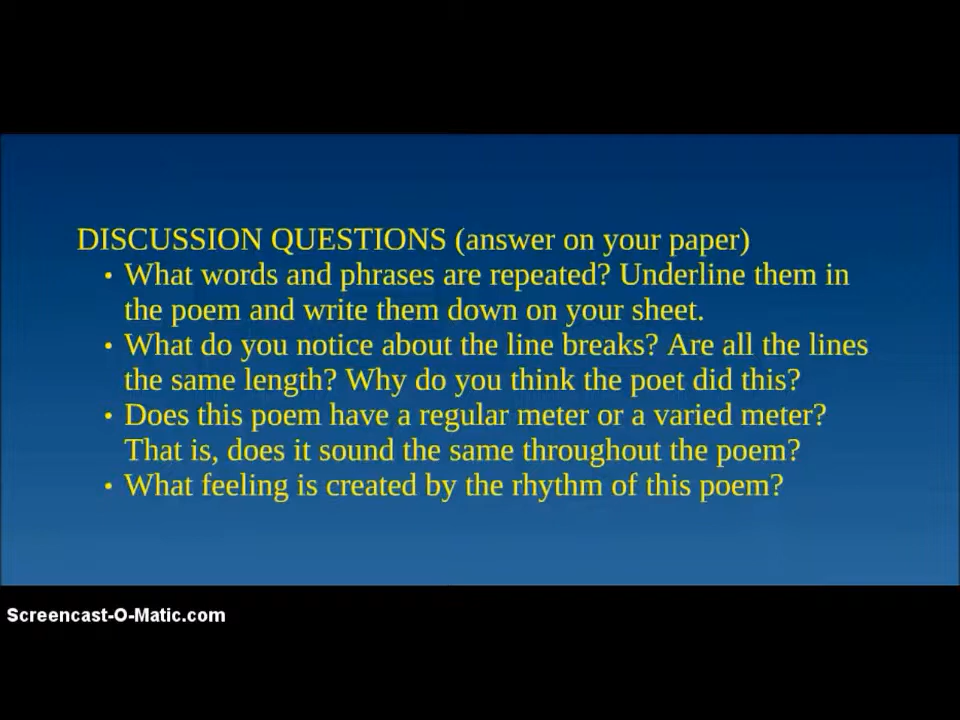 DISCUSSION QUESTIONS (answer on your paper)
• What words and phrases are repeated? Underline them in
the poem and write them down on your sheet.
• What do you notice about the line breaks? Are all the lines
the same length? Why do you think the poet did this?
• Does this poem have a regular meter or a varied meter?
That is, does it sound the same throughout the poem?
• What feeling is created by the rhythm of this poem?
Screencast-O-Matic.com